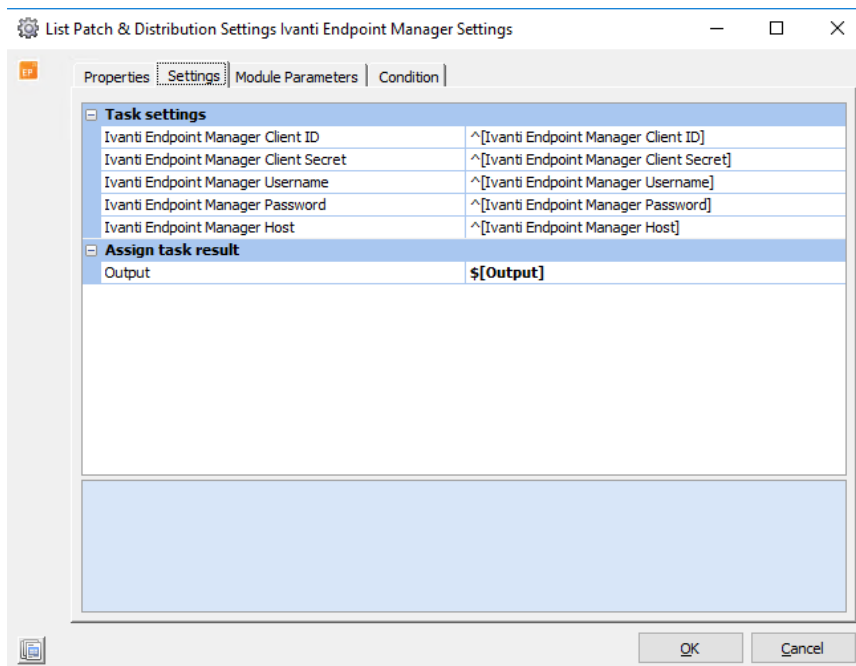 List Patch & Distribution Settings Ivanti Endpoint Manager Settings
EP
Properties Settings Module Parameters Condition
Task settings
Ivanti Endpoint Manager Client ID ^[Ivanti Endpoint Manager Client ID]
Ivanti Endpoint Manager Client Secret ^[Ivanti Endpoint Manager Client Secret]
Ivanti Endpoint Manager Username ^[Ivanti Endpoint Manager Username]
Ivanti Endpoint Manager Password ^[Ivanti Endpoint Manager Password]
Ivanti Endpoint Manager Host ^[Ivanti Endpoint Manager Host]
Assign task result
Output $[Output]
OK Cancel